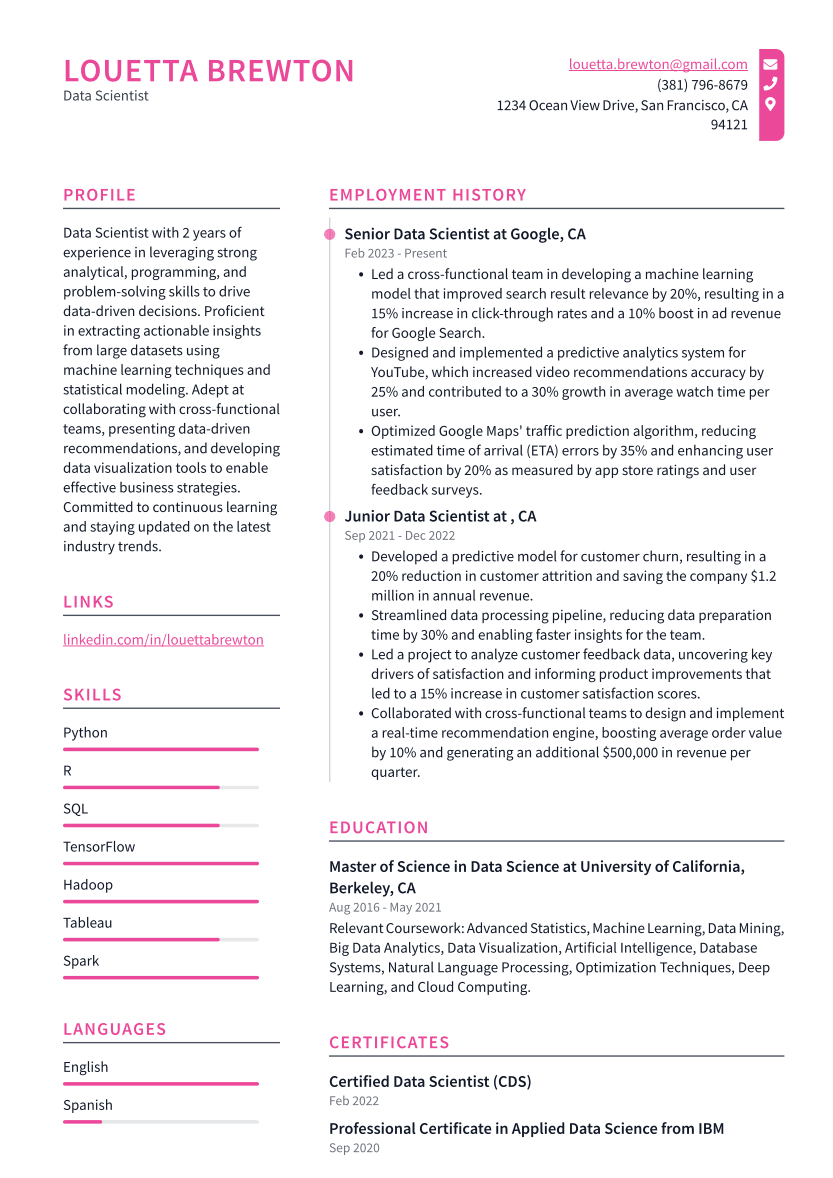 LOUETTA BREWTON
Data Scientist
louetta.brewton@gmail.com
(381) 796-8679
1234 Ocean View Drive, San Francisco, CA
94121
PROFILE
Data Scientist with 2 years of
experience in leveraging strong
analytical, programming, and
problem-solving skills to drive
data-driven decisions. Proficient
in extracting actionable insights
from large datasets using
machine learning techniques and
statistical modeling. Adept at
collaborating with cross-functional
teams, presenting data-driven
recommendations, and developing
data visualization tools to enable
effective business strategies.
Committed to continuous learning
and staying updated on the latest
industry trends.
LINKS
linkedin.com/in/louettabrewton
SKILLS
Python
R
SQL
TensorFlow
Hadoop
Tableau
Spark
LANGUAGES
English
Spanish
EMPLOYMENT HISTORY
Senior Data Scientist at Google, CA
Feb 2023 - Present
• Led a cross-functional team in developing a machine learning
model that improved search result relevance by 20%, resulting in a
15% increase in click-through rates and a 10% boost in ad revenue
for Google Search.
• Designed and implemented a predictive analytics system for
YouTube, which increased video recommendations accuracy by
25% and contributed to a 30% growth in average watch time per
user.
• Optimized Google Maps' traffic prediction algorithm, reducing
estimated time of arrival (ETA) errors by 35% and enhancing user
satisfaction by 20% as measured by app store ratings and user
feedback surveys.
Junior Data Scientist at , CA
Sep 2021 - Dec 2022
• Developed a predictive model for customer churn, resulting in a
20% reduction in customer attrition and saving the company $1.2
million in annual revenue.
• Streamlined data processing pipeline, reducing data preparation
time by 30% and enabling faster insights for the team.
• Led a project to analyze customer feedback data, uncovering key
drivers of satisfaction and informing product improvements that
led to a 15% increase in customer satisfaction scores.
• Collaborated with cross-functional teams to design and implement
a real-time recommendation engine, boosting average order value
by 10% and generating an additional $500,000 in revenue per
quarter.
EDUCATION
Master of Science in Data Science at University of California,
Berkeley, CA
Aug 2016 - May 2021
Relevant Coursework: Advanced Statistics, Machine Learning, Data Mining,
Big Data Analytics, Data Visualization, Artificial Intelligence, Database
Systems, Natural Language Processing, Optimization Techniques, Deep
Learning, and Cloud Computing.
CERTIFICATES
Certified Data Scientist (CDS)
Feb 2022
Professional Certificate in Applied Data Science from IBM
Sep 2020